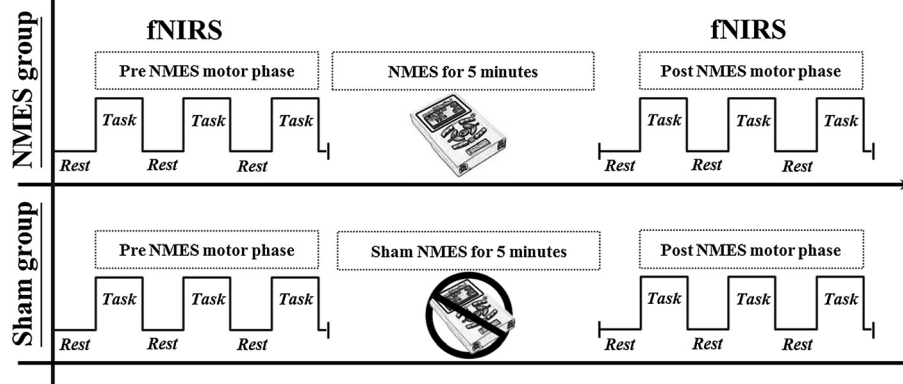 fNIRS fNIRS
NMES group
Pre NMES motor phase NMES for 5 minutes Post NMES motor phase
Task Task Task Task Task Task
Rest Rest Rest Rest Rest Rest
Sham group
Pre NMES motor phase Sham NMES for 5 minutes Post NMES motor phase
Task Task Task Task Task Task
Rest Rest Rest Rest Rest Rest